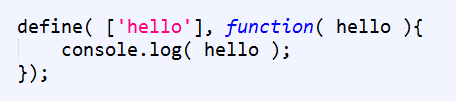 define( ['hello'], function( hello ){
    console.log( hello );
});